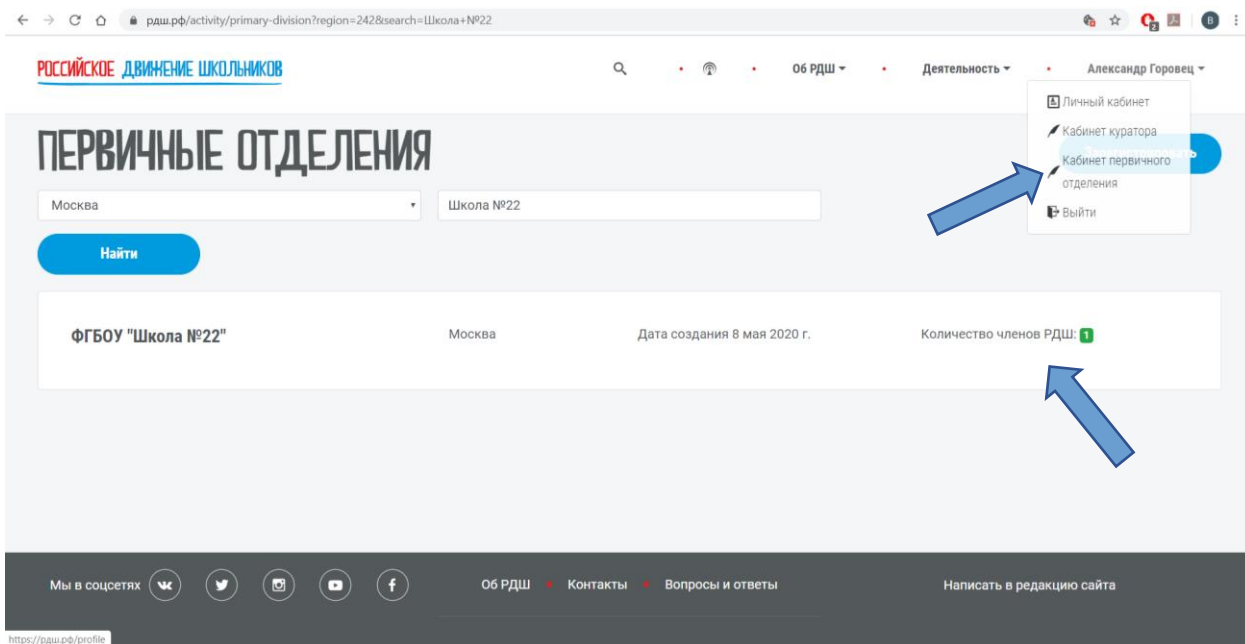 рдш.рф/activity/primary-division?region=242&search=Школа+№22
2
B
РОССИЙСКОЕ ДВИЖЕНИЕ ШКОЛЬНИКОВ
Об РДШ
Деятельность
Александр Горовец
Личный кабинет
Кабинет куратора
Кабинет первичного
отделения
Выйти
ПЕРВИЧНЫЕ ОТДЕЛЕНИЯ
Москва
Школа №22
Найти
ФГБОУ "Школа №22"
Москва
Дата создания 8 мая 2020 г.
Количество членов РДШ: 1
Мы в соцсетях
Об РДШ
Контакты
Вопросы и ответы
Написать в редакцию сайта
https://рдш.рф/profile